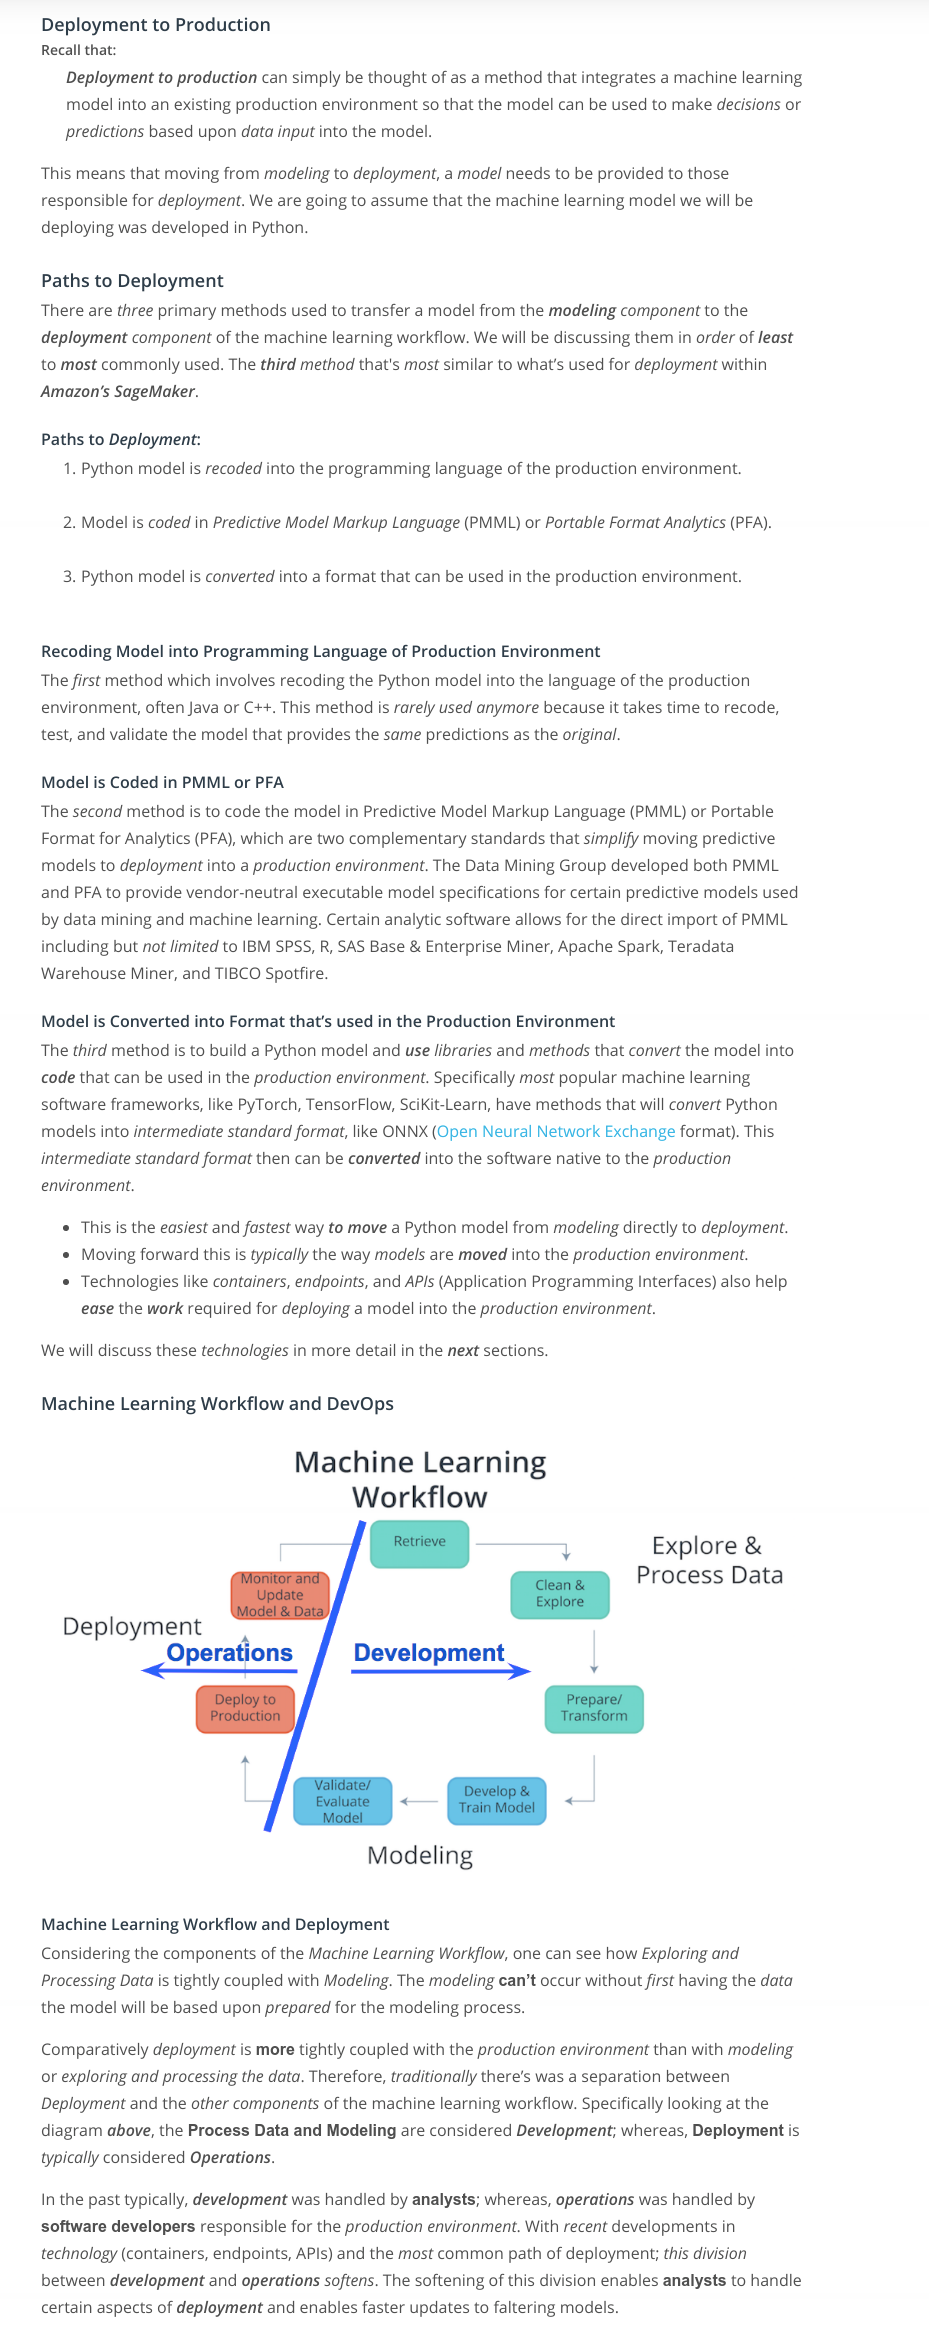 Deployment to Production
Recall that:
Deployment to production can simply be thought of as a method that integrates a machine learning
model into an existing production environment so that the model can be used to make decisions or
predictions based upon data input into the model.
This means that moving from modeling to deployment, a model needs to be provided to those
responsible for deployment. We are going to assume that the machine learning model we will be
deploying was developed in Python.
Paths to Deployment
There are three primary methods used to transfer a model from the modeling component to the
deployment component of the machine learning workflow. We will be discussing them in order of least
to most commonly used. The third method that's most similar to what's used for deployment within
Amazon's SageMaker.
Paths to Deployment:
1. Python model is recoded into the programming language of the production environment.
2. Model is coded in Predictive Model Markup Language (PMML) or Portable Format Analytics (PFA).
3. Python model is converted into a format that can be used in the production environment.
Recoding Model into Programming Language of Production Environment
The first method which involves recoding the Python model into the language of the production
environment, often Java or C++. This method is rarely used anymore because it takes time to recode,
test, and validate the model that provides the same predictions as the original.
Model is Coded in PMML or PFA
The second method is to code the model in Predictive Model Markup Language (PMML) or Portable
Format for Analytics (PFA), which are two complementary standards that simplify moving predictive
models to deployment into a production environment. The Data Mining Group developed both PMML
and PFA to provide vendor-neutral executable model specifications for certain predictive models used
by data mining and machine learning. Certain analytic software allows for the direct import of PMML
including but not limited to IBM SPSS, R, SAS Base & Enterprise Miner, Apache Spark, Teradata
Warehouse Miner, and TIBCO Spotfire.
Model is Converted into Format that's used in the Production Environment
The third method is to build a Python model and use libraries and methods that convert the model into
code that can be used in the production environment. Specifically most popular machine learning
software frameworks, like PyTorch, TensorFlow, SciKit-Learn, have methods that will convert Python
models into intermediate standard format, like ONNX (Open Neural Network Exchange format). This
intermediate standard format then can be converted into the software native to the production
environment.
• This is the easiest and fastest way to move a Python model from modeling directly to deployment.
• Moving forward this is typically the way models are moved into the production environment.
• Technologies like containers, endpoints, and APIs (Application Programming Interfaces) also help
ease the work required for deploying a model into the production environment.
We will discuss these technologies in more detail in the next sections.
Machine Learning Workflow and DevOps
Machine Learning
Workflow
Retrieve
Explore &
Process Data
Clean &
Explore
Monitor and
Update
Model & Data
Deployment
Operations
Development
Deploy to
Production
Prepare/
Transform
Validate/
Evaluate
Model
Develop &
Train Model
Modeling
Machine Learning Workflow and Deployment
Considering the components of the Machine Learning Workflow, one can see how Exploring and
Processing Data is tightly coupled with Modeling. The modeling can't occur without first having the data
the model will be based upon prepared for the modeling process.
Comparatively deployment is more tightly coupled with the production environment than with modeling
or exploring and processing the data. Therefore, traditionally there's was a separation between
Deployment and the other components of the machine learning workflow. Specifically looking at the
diagram above, the Process Data and Modeling are considered Development; whereas, Deployment is
typically considered Operations.
In the past typically, development was handled by analysts; whereas, operations was handled by
software developers responsible for the production environment. With recent developments in
technology (containers, endpoints, APIs) and the most common path of deployment; this division
between development and operations softens. The softening of this division enables analysts to handle
certain aspects of deployment and enables faster updates to faltering models.